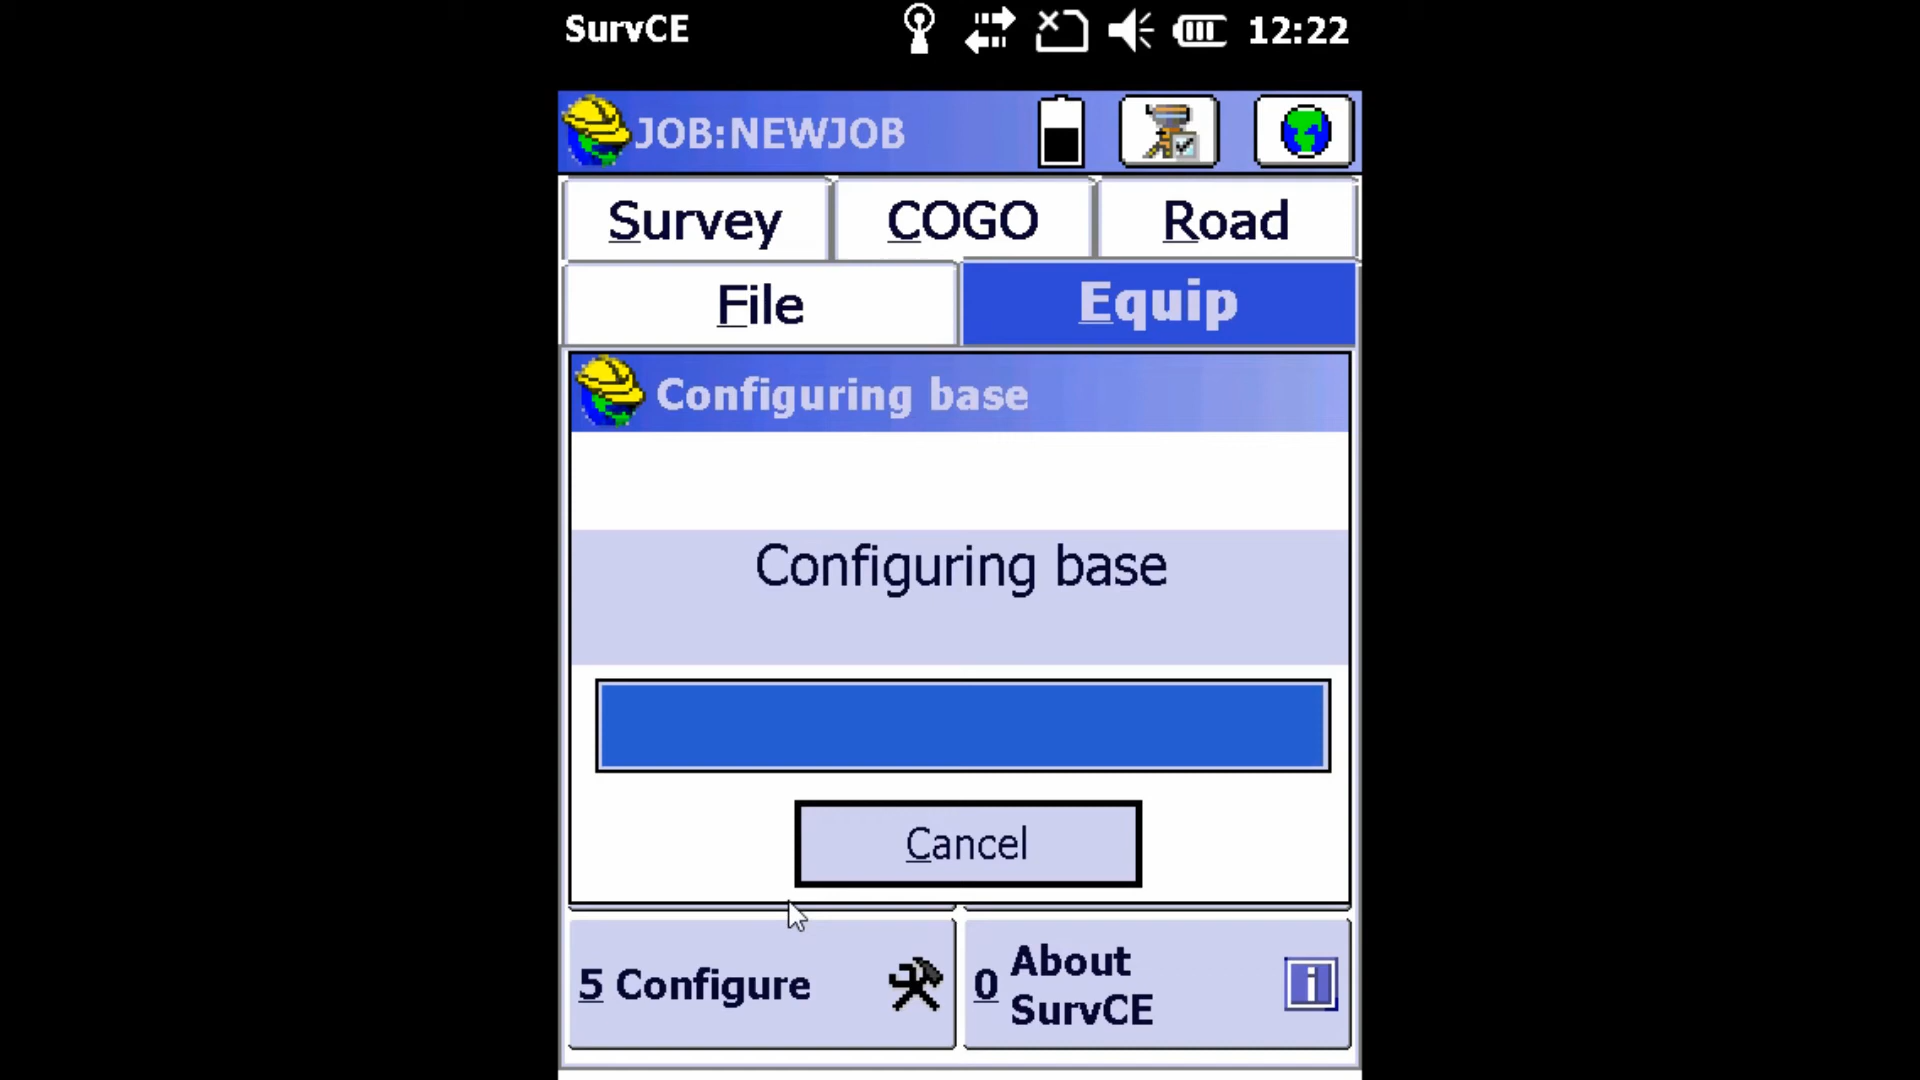 SurvCE 12:22
JOB:NEWJOB
Survey COGO Road
File Equip
Configuring base
Configuring base
Cancel
5 Configure 0 About SurvCE